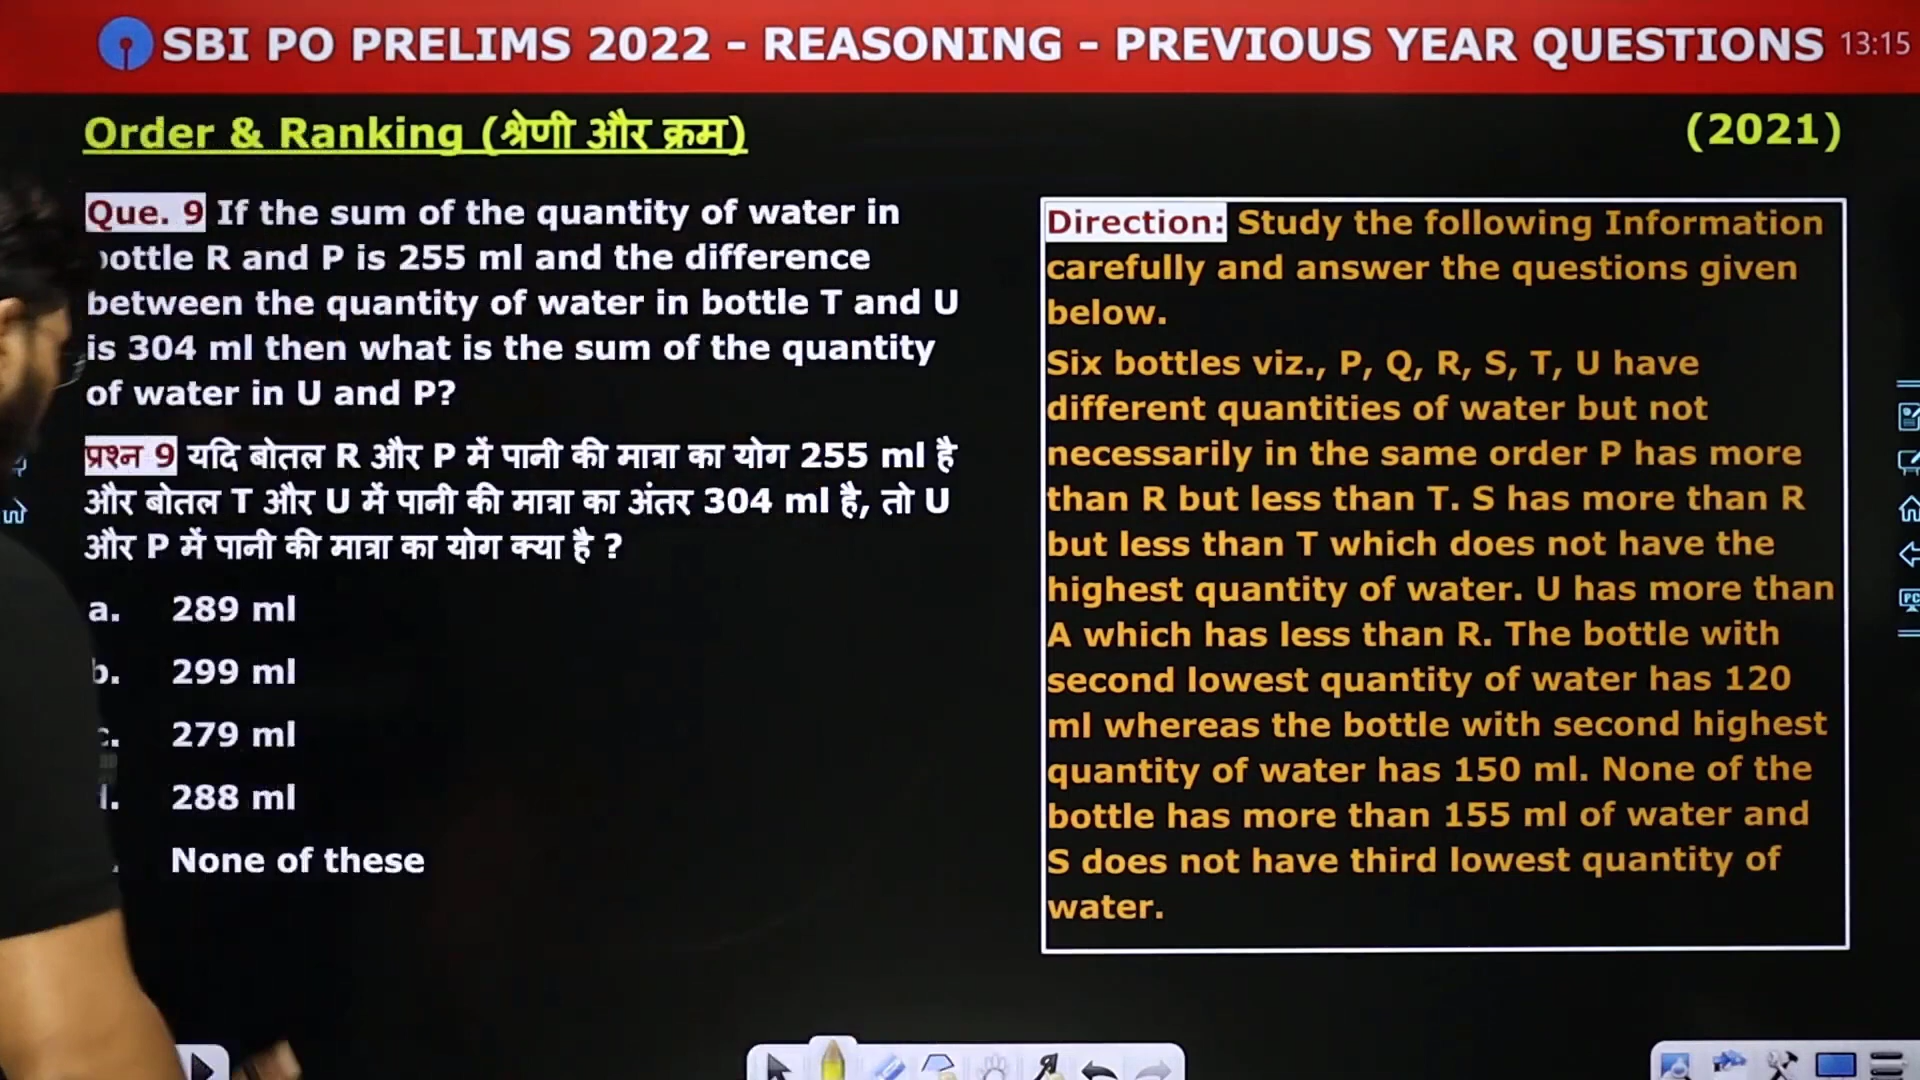 SBI PO PRELIMS 2022 - REASONING - PREVIOUS YEAR QUESTIONS 13:15
Order & Ranking (श्रेणी और क्रम)
(2021)
Que. 9 If the sum of the quantity of water in
bottle R and P is 255 ml and the difference
between the quantity of water in bottle T and U
is 304 ml then what is the sum of the quantity
of water in U and P?
प्रश्न 9 यदि बोतल R और P में पानी की मात्रा का योग 255 ml है
और बोतल T और U में पानी की मात्रा का अंतर 304 ml है, तो U
और P में पानी की मात्रा का योग क्या है ?
a. 289 ml
b. 299 ml
c. 279 ml
d. 288 ml
None of these
Direction: Study the following Information
carefully and answer the questions given
below.
Six bottles viz., P, Q, R, S, T, U have
different quantities of water but not
necessarily in the same order P has more
than R but less than T. S has more than R
but less than T which does not have the
highest quantity of water. U has more than
A which has less than R. The bottle with
second lowest quantity of water has 120
ml whereas the bottle with second highest
quantity of water has 150 ml. None of the
bottle has more than 155 ml of water and
S does not have third lowest quantity of
water.